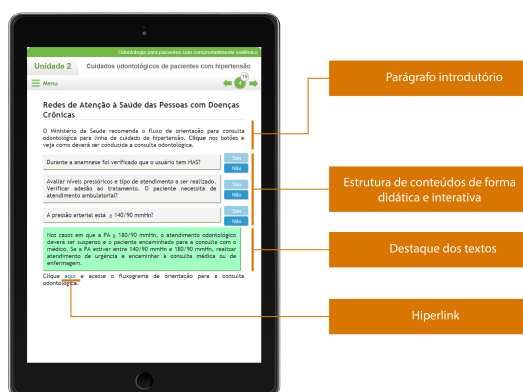 Odontologia para pacientes com comprometimento sistêmico
Unidade 2
Cuidados odontológicos de pacientes com hipertensão
Menu
19
Redes de Atenção à Saúde das Pessoas com Doenças
Crônicas
O Ministério da Saúde recomenda o fluxo de orientação para consulta
odontológica para linha de cuidado de hipertensão. Clique nos botões e
veja como deverá ser conduzida a consulta odontológica.
Durante a anamnese foi verificado que o usuário tem HAS?
Sim
Não
Avaliar níveis pressóricos e tipo de atendimento a ser realizado.
Verificar adesão ao tratamento. O paciente necessita de
atendimento ambulatorial?
Sim
Não
A pressão arterial está ≥ 140/90 mmHn?
Sim
Não
Nos casos em que a PA ≥ 180/90 mmHn, o atendimento odontológico
deverá ser suspenso e o paciente encaminhado para a consulta com o
médico. Se a PA estiver entre 140/90 mmHn e 180/90 mmHn, realizar
atendimento de urgência e encaminhar à consulta médica ou de
enfermagem.
Clique aqui e acesse o fluxograma de orientação para a consulta
odontológica.
Parágrafo introdutório
Estrutura de conteúdos de forma
didática e interativa
Destaque dos textos
Hiperlink